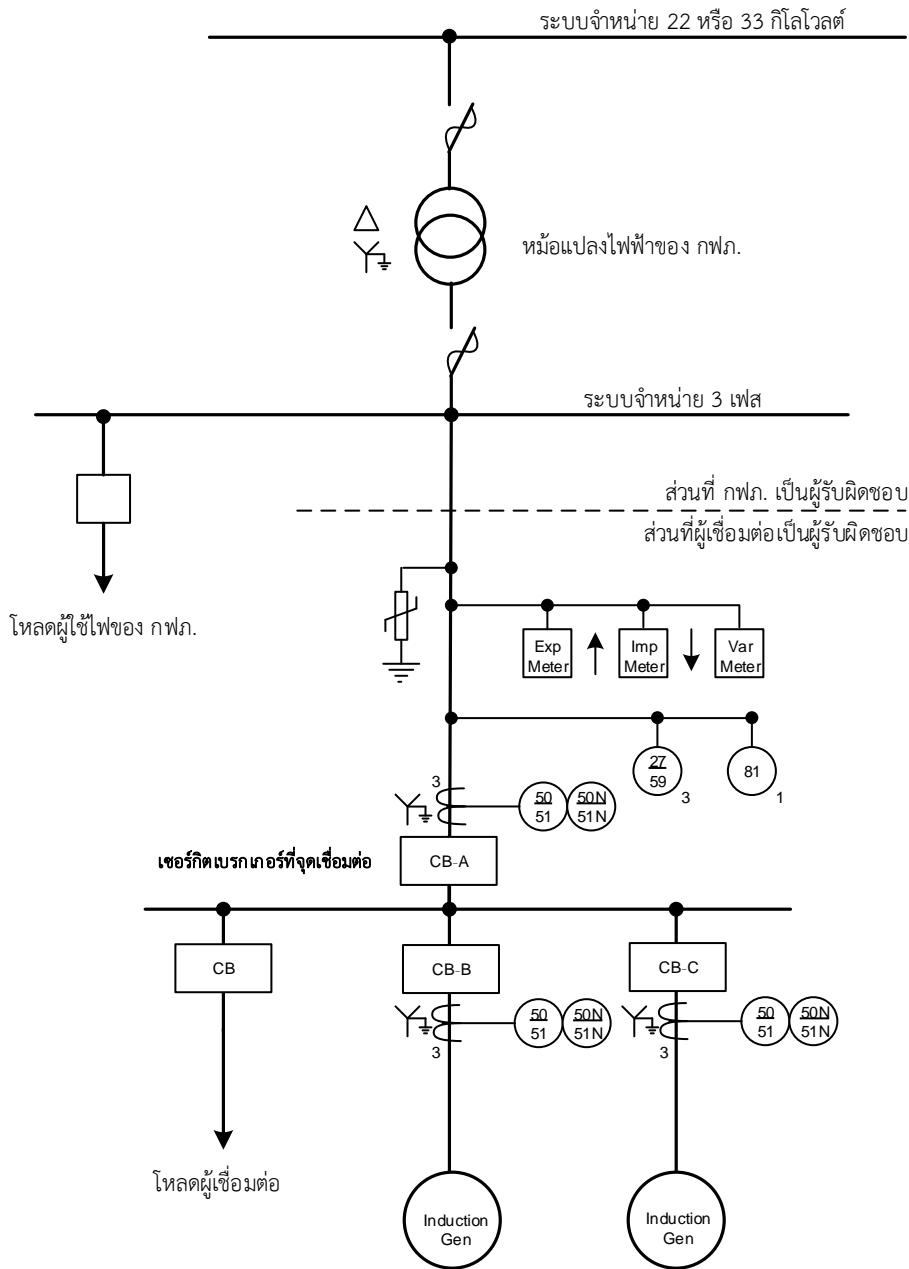 ระบบจำหน่าย 22 หรือ 33 กิโลโวลต์
หม้อแปลงไฟฟ้าของ กฟภ.
ระบบจำหน่าย 3 เฟส
ส่วนที่ กฟภ. เป็นผู้รับผิดชอบ
ส่วนที่ผู้เชื่อมต่อเป็นผู้รับผิดชอบ
โหลดผู้ใช้ไฟของ กฟภ.
Exp
Meter
Imp
Meter
Var
Meter
27
59
3
81
1
3
50
51
50N
51N
เซอร์กิตเบรกเกอร์ที่จุดเชื่อมต่อ
CB-A
CB
CB-B
CB-C
3
50
51
50N
51N
3
50
51
50N
51N
โหลดผู้เชื่อมต่อ
Induction
Gen
Induction
Gen